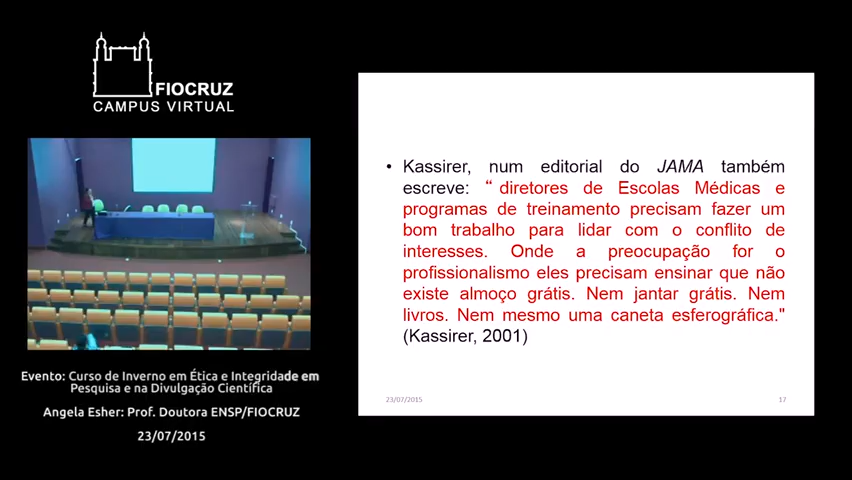 FIOCRUZ
CAMPUS VIRTUAL
Evento: Curso de Inverno em Ética e Integridade em
Pesquisa e na Divulgação Científica
Angela Esher: Prof. Doutora ENSP/FIOCRUZ
23/07/2015
• Kassirer, num editorial do JAMA também
escreve: “ diretores de Escolas Médicas e
programas de treinamento precisam fazer um
bom trabalho para lidar com o conflito de
interesses. Onde a preocupação for o
profissionalismo eles precisam ensinar que não
existe almoço grátis. Nem jantar grátis. Nem
livros. Nem mesmo uma caneta esferográfica."
(Kassirer, 2001)
23/07/2015
17